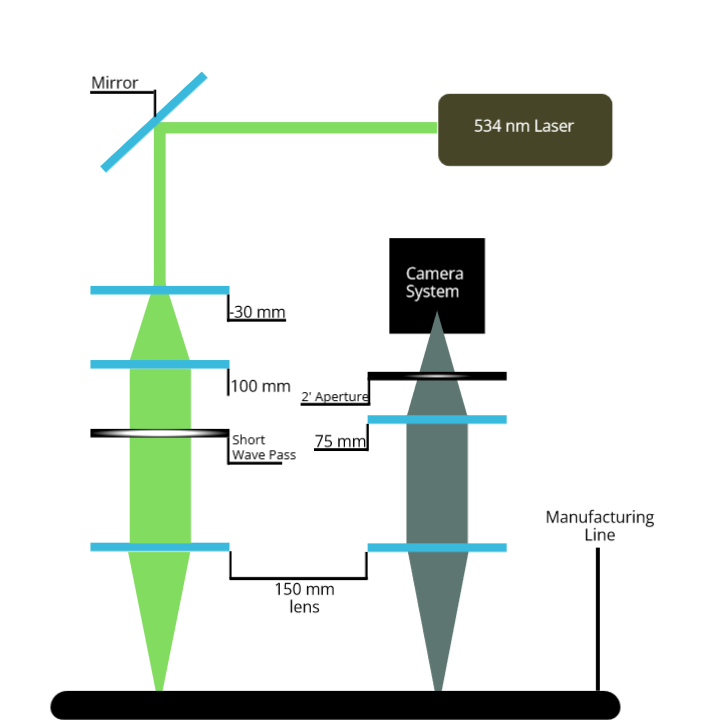 Mirror
534 nm Laser
Camera
System
-30 mm
100 mm
2' Aperture
Short
Wave Pass
75 mm
Manufacturing
Line
150 mm
lens